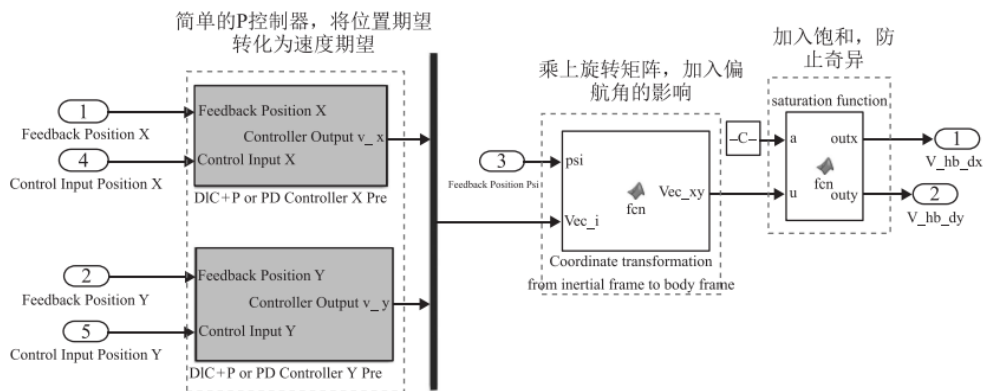 简单的P控制器，将位置期望
转化为速度期望
乘上旋转矩阵，加入偏
航角的影响
加入饱和，防
止奇异
1
Feedback Position X
4
Control Input Position X
Feedback Position X
Controller Output v_ x
Control Input X
DIC+P or PD Controller X Pre
2
Feedback Position Y
5
Control Input Position Y
Feedback Position Y
Controller Output v_ y
Control Input Y
DIC+P or PD Controller Y Pre
3
Feedback Position Psi
psi
Vec_xy
fcn
Vec_i
Coordinate transformation
from inertial frame to body frame
saturation function
-C-
a
outx
fcn
u
outy
1
V_hb_dx
2
V_hb_dy